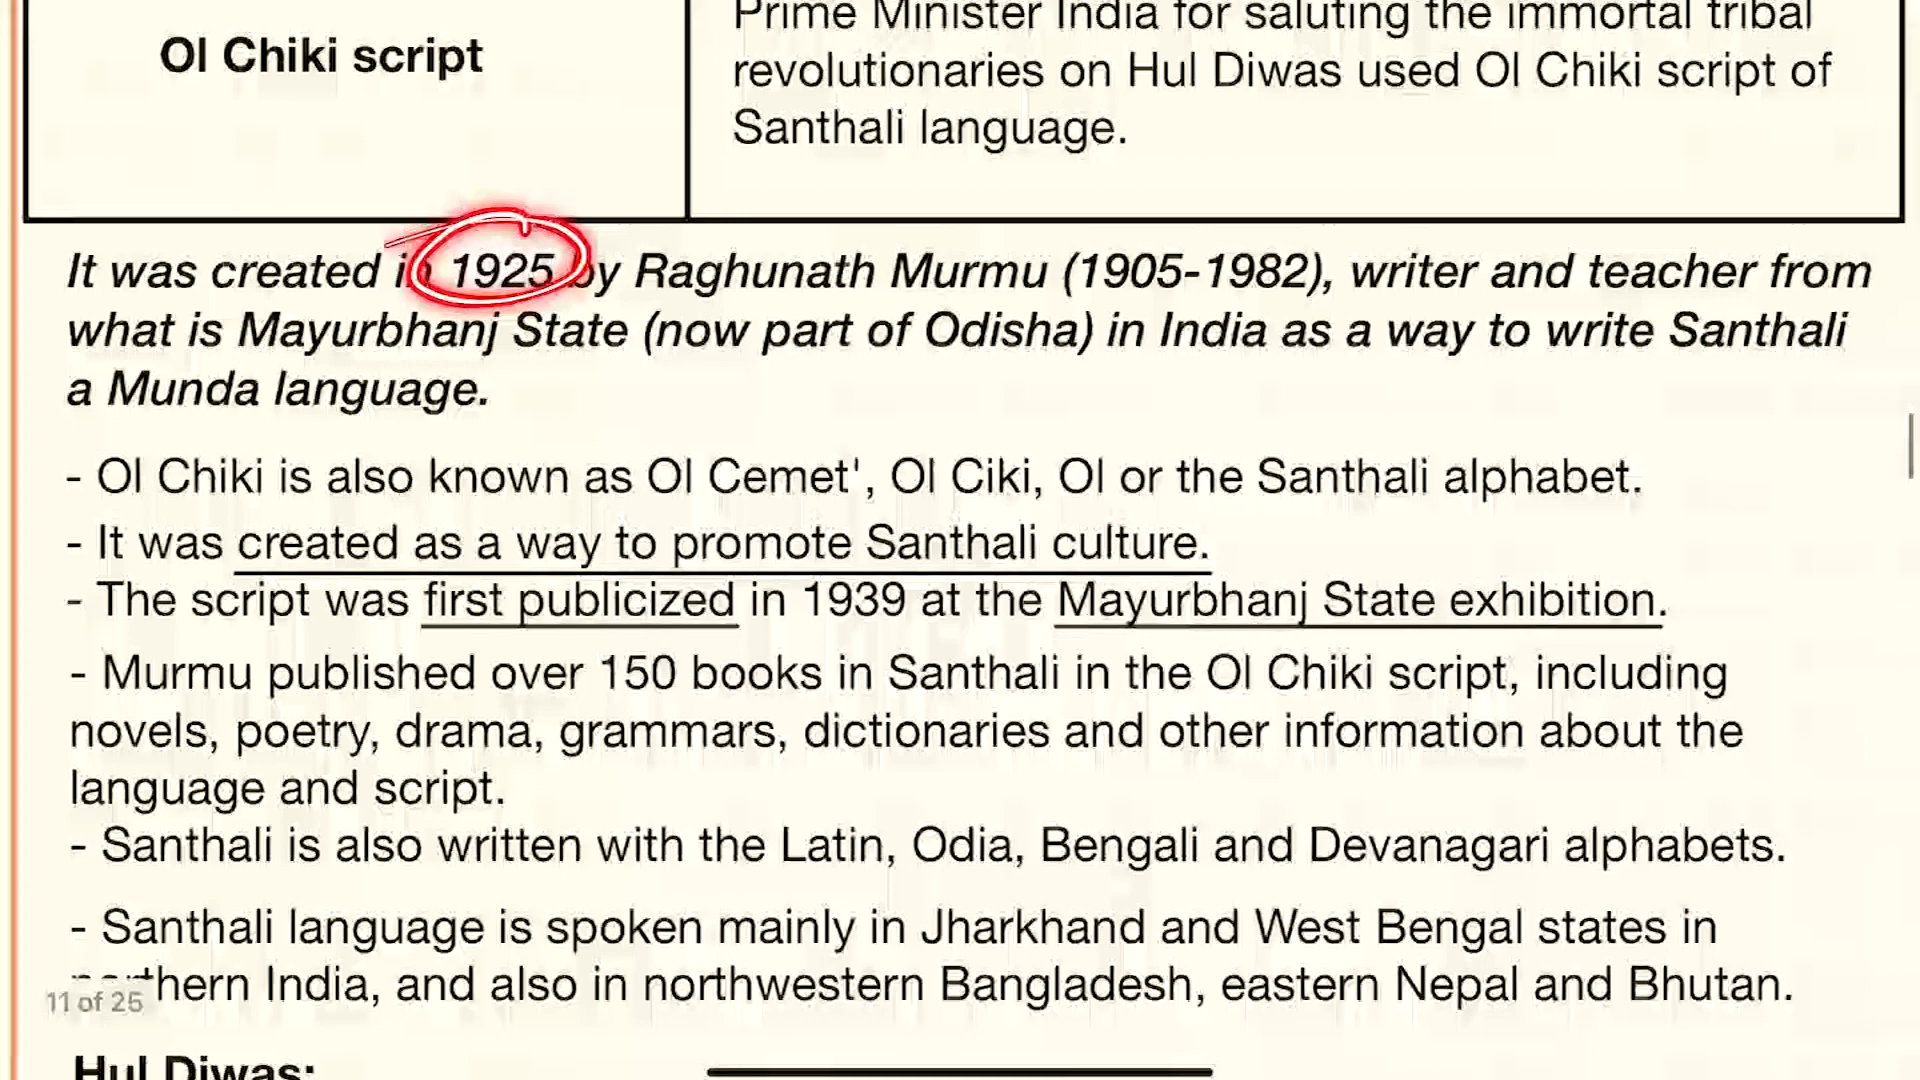 Prime Minister India for saluting the immortal tribal
Ol Chiki script
revolutionaries on Hul Diwas used Ol Chiki script of
Santhali language.
It was created in 1925 by Raghunath Murmu (1905-1982), writer and teacher from
what is Mayurbhanj State (now part of Odisha) in India as a way to write Santhali
a Munda language.
- Ol Chiki is also known as Ol Cemet', Ol Ciki, Ol or the Santhali alphabet.
- It was created as a way to promote Santhali culture.
- The script was first publicized in 1939 at the Mayurbhanj State exhibition.
- Murmu published over 150 books in Santhali in the Ol Chiki script, including
novels, poetry, drama, grammars, dictionaries and other information about the
language and script.
- Santhali is also written with the Latin, Odia, Bengali and Devanagari alphabets.
- Santhali language is spoken mainly in Jharkhand and West Bengal states in
India, and also in northwestern Bangladesh, eastern Nepal and Bhutan.
11 of 25
Hul Diwas: